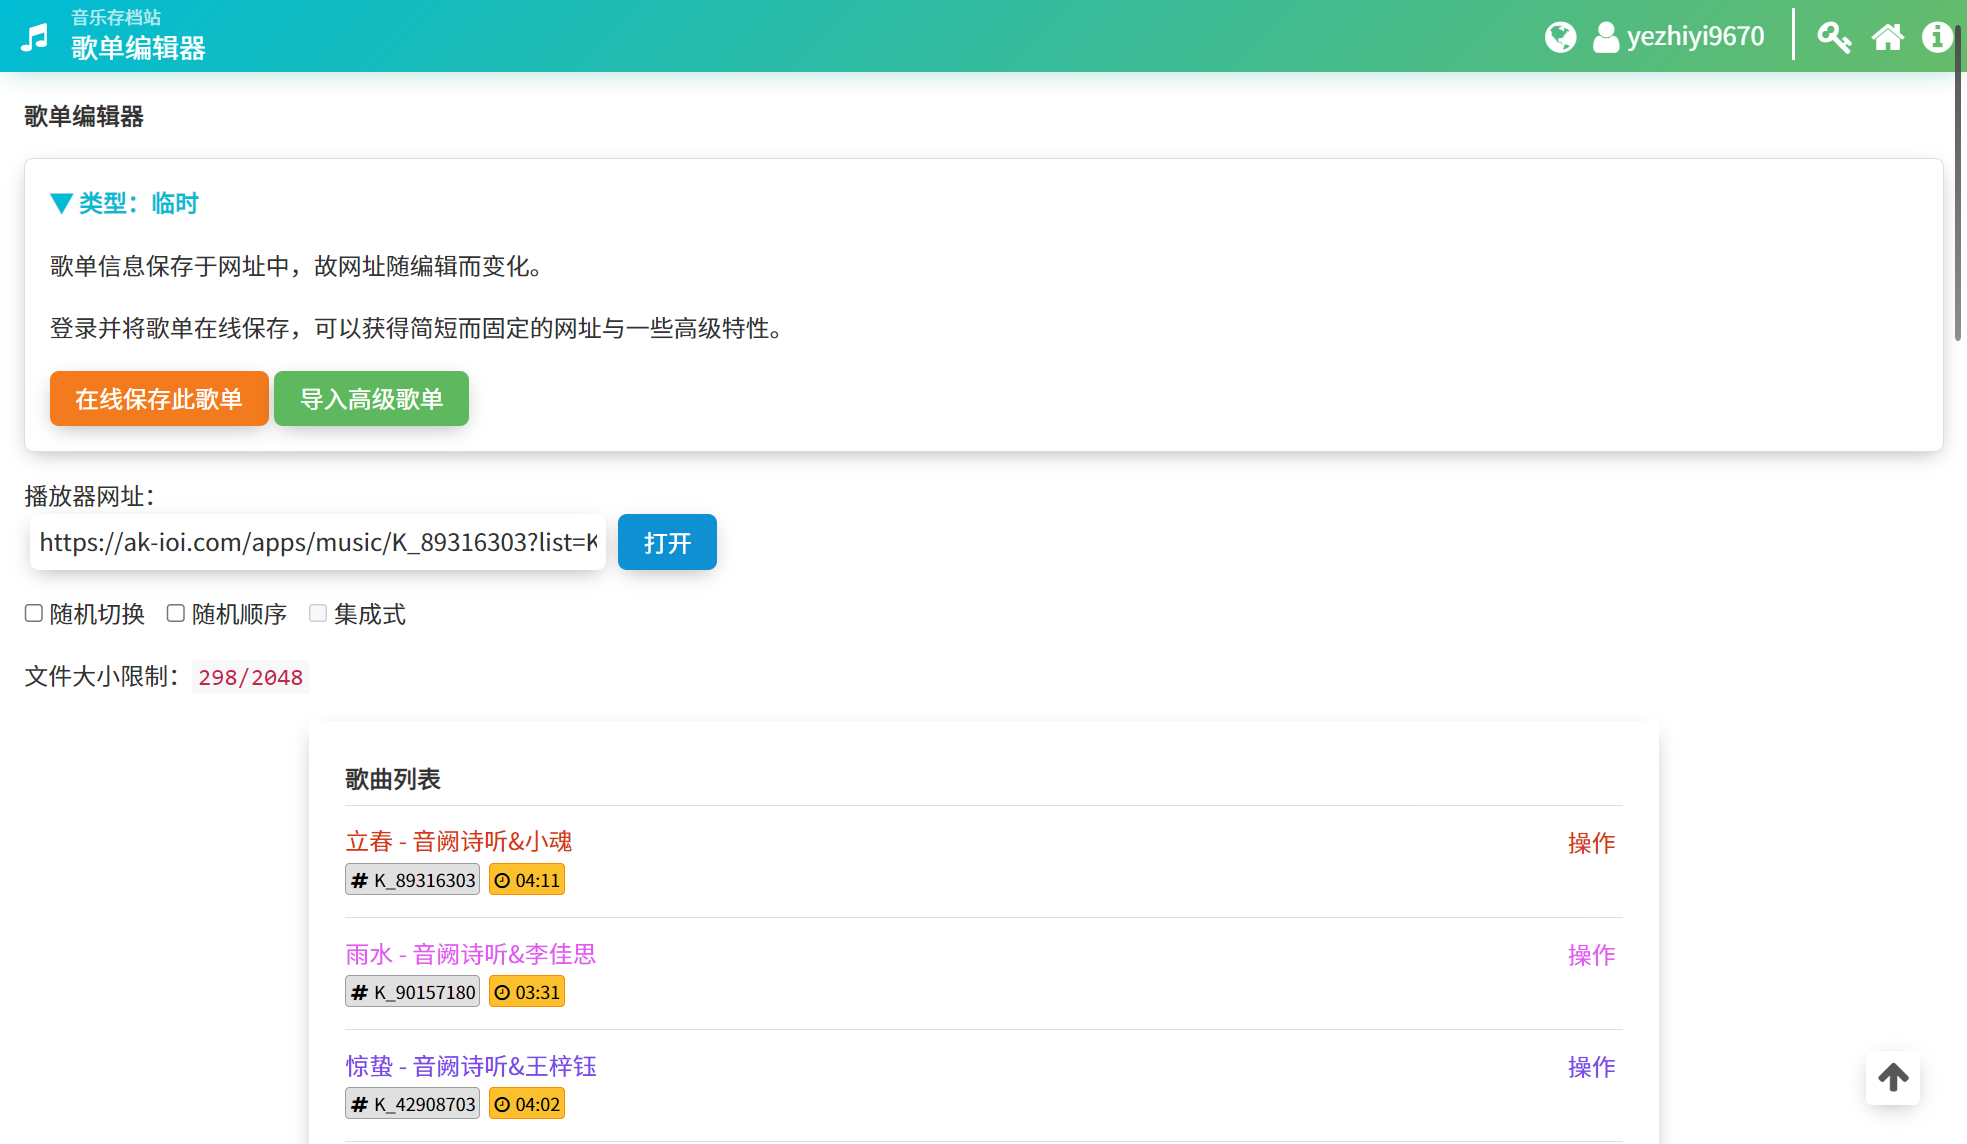 音乐存档站
歌单编辑器
yezhiyi9670
歌单编辑器
▼类型：临时
歌单信息保存于网址中，故网址随编辑而变化。
登录并将歌单在线保存，可以获得简短而固定的网址与一些高级特性。
在线保存此歌单 导入高级歌单
播放器网址：
https://ak-ioi.com/apps/music/K_89316303?list=K 打开
随机切换 随机顺序 集成式
文件大小限制： 298/2048
歌曲列表
立春 - 音阙诗听&小魂 操作
# K_89316303 04:11
雨水 - 音阙诗听&李佳思 操作
# K_90157180 03:31
惊蛰 - 音阙诗听&王梓钰 操作
# K_42908703 04:02